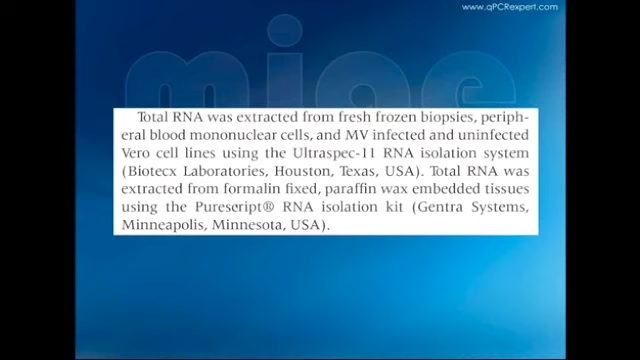 www.qPCRexpert.com
miqe
Total RNA was extracted from fresh frozen biopsies, periph-
eral blood mononuclear cells, and MV infected and uninfected
Vero cell lines using the Ultraspec-11 RNA isolation system
(Biotecx Laboratories, Houston, Texas, USA). Total RNA was
extracted from formalin fixed, paraffin wax embedded tissues
using the Purescript® RNA isolation kit (Gentra Systems,
Minneapolis, Minnesota, USA).